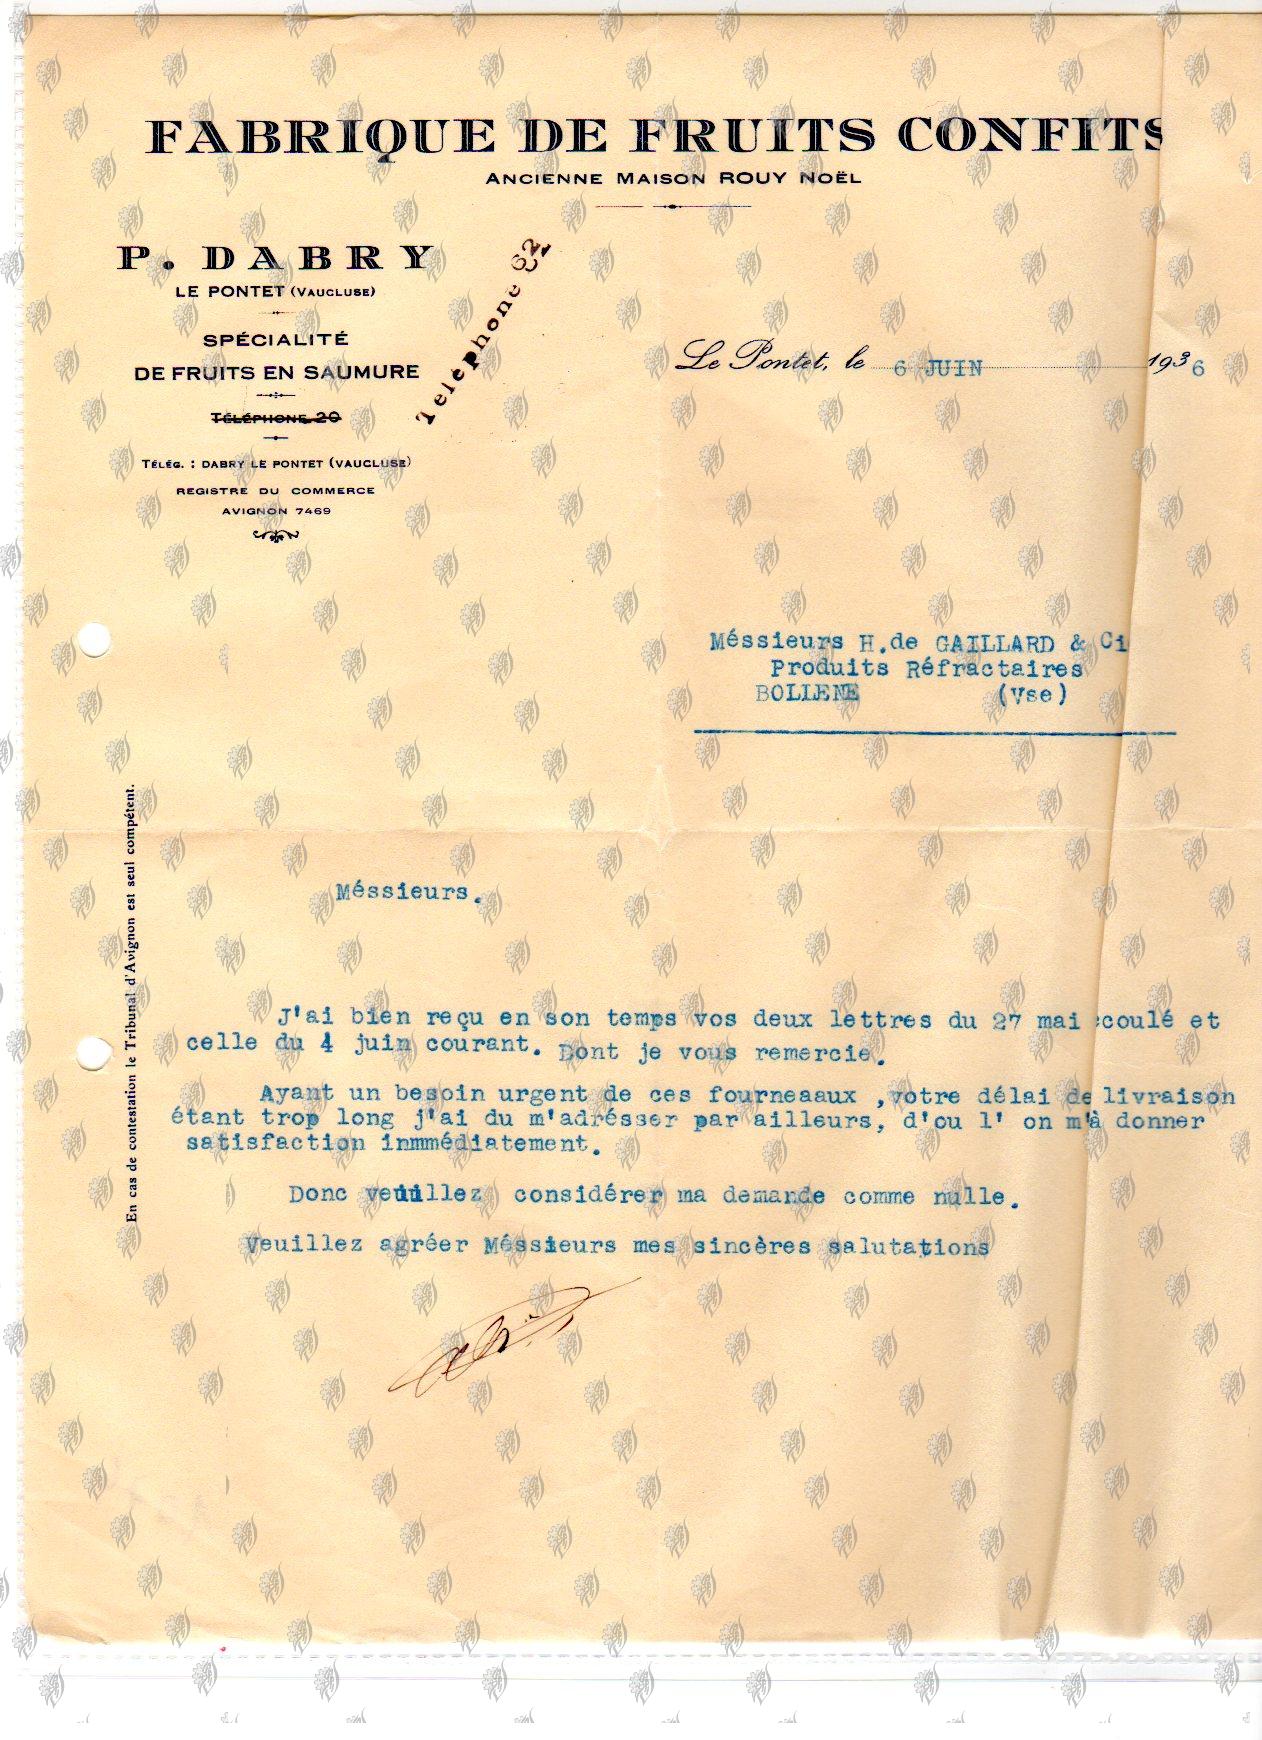 FABRIQUE DE FRUITS CONFITS
ANCIENNE MAISON ROUY NOËL
P. DABRY
LE PONTET (VAUCLUSE)
SPÉCIALITÉ
DE FRUITS EN SAUMURE
TÉLÉPHONE 20
Telephone 62
TÉLÉG. : DABRY LE PONTET (VAUCLUSE)
REGISTRE DU COMMERCE
AVIGNON 7469
Le Pontet, le 6 JUIN 1936
Méssieurs H.de GAILLARD & Ci
Produits Réfractaires
BOLLENE (Vse)
En cas de contestation le Tribunal d'Avignon est seul compétent.
Méssieurs.
J'ai bien reçu en son temps vos deux lettres du 27 mai écoulé et
celle du 4 juin courant. Dont je vous remercie.
Ayant un besoin urgent de ces fourneaaux ,votre délai de livraison
étant trop long j'ai du m'adrésser par ailleurs, d'ou l' on m'à donner
satisfaction inmmédiatement.
Donc veuillez considérer ma demande comme nulle.
Veuillez agréer Méssieurs mes sincères salutations